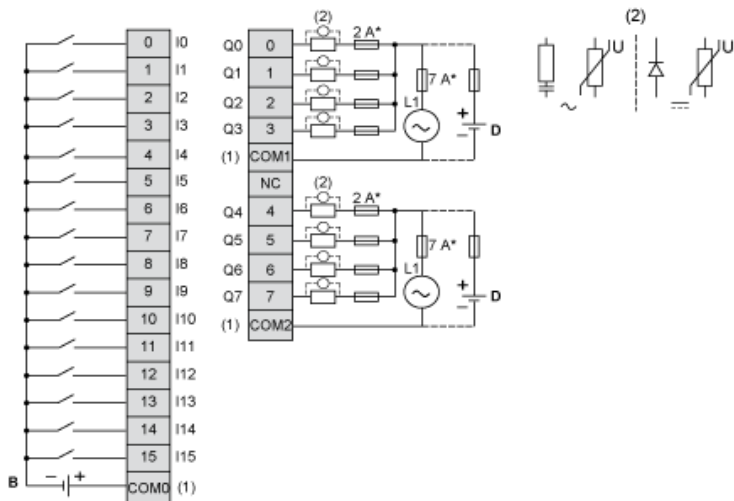 (2)
(2)
0 I0
1 I1
2 I2
3 I3
4 I4
5 I5
6 I6
7 I7
8 I8
9 I9
10 I10
11 I11
12 I12
13 I13
14 I14
15 I15
B - + COM0 (1)
Q0 0 2 A*
Q1 1
Q2 2 7 A*
Q3 3 L1 + - D
(1) COM1
NC
(2)
Q4 4 2 A*
Q5 5 7 A*
Q6 6 L1
Q7 7 + - D
(1) COM2
U
U